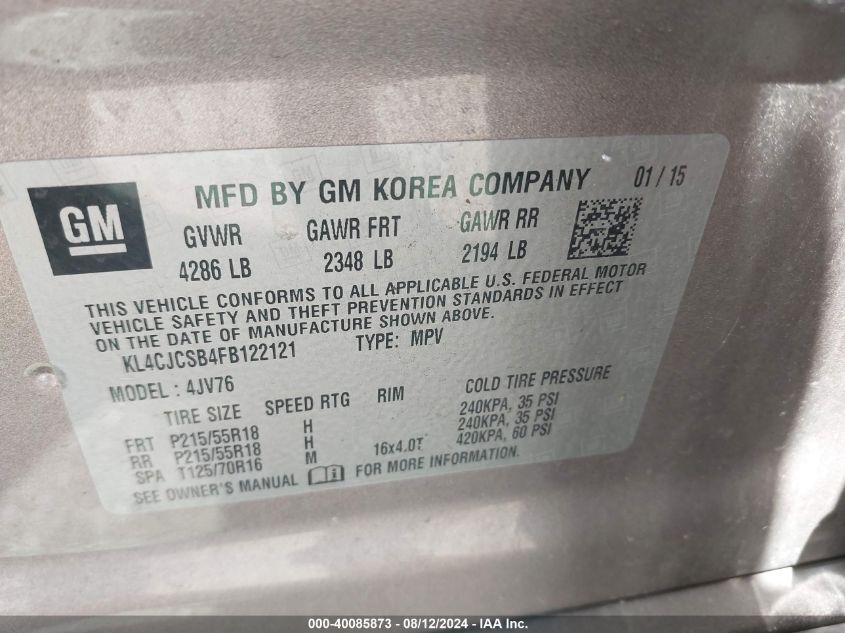 MFD BY GM KOREA COMPANY 01 / 15
GM
GVWR GAWR FRT GAWR RR
4286 LB 2348 LB 2194 LB
THIS VEHICLE CONFORMS TO ALL APPLICABLE U.S. FEDERAL MOTOR
VEHICLE SAFETY AND THEFT PREVENTION STANDARDS IN EFFECT
ON THE DATE OF MANUFACTURE SHOWN ABOVE.
KL4CJCSB4FB122121 TYPE: MPV
MODEL : 4JV76
TIRE SIZE SPEED RTG RIM COLD TIRE PRESSURE
FRT P215/55R18 H 240KPA, 35 PSI
RR P215/55R18 H 240KPA, 35 PSI
SPA T125/70R16 M 16x4.0T 420KPA, 60 PSI
SEE OWNER'S MANUAL FOR MORE INFORMATION.
000-40085873 - 08/12/2024 - IAA Inc.